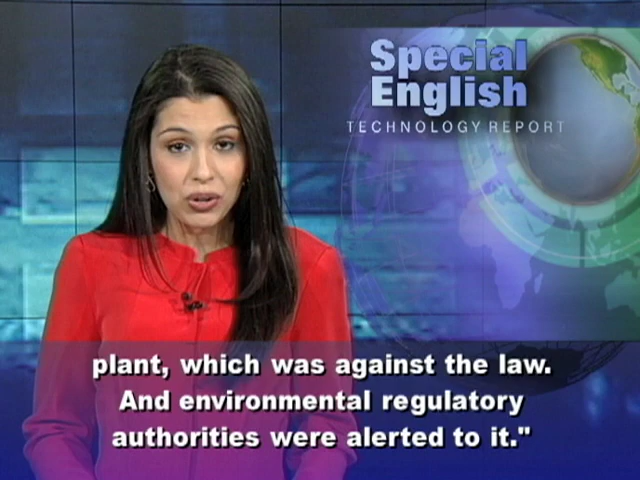 Special
English
TECHNOLOGY REPORT
plant, which was against the law.
And environmental regulatory
authorities were alerted to it."